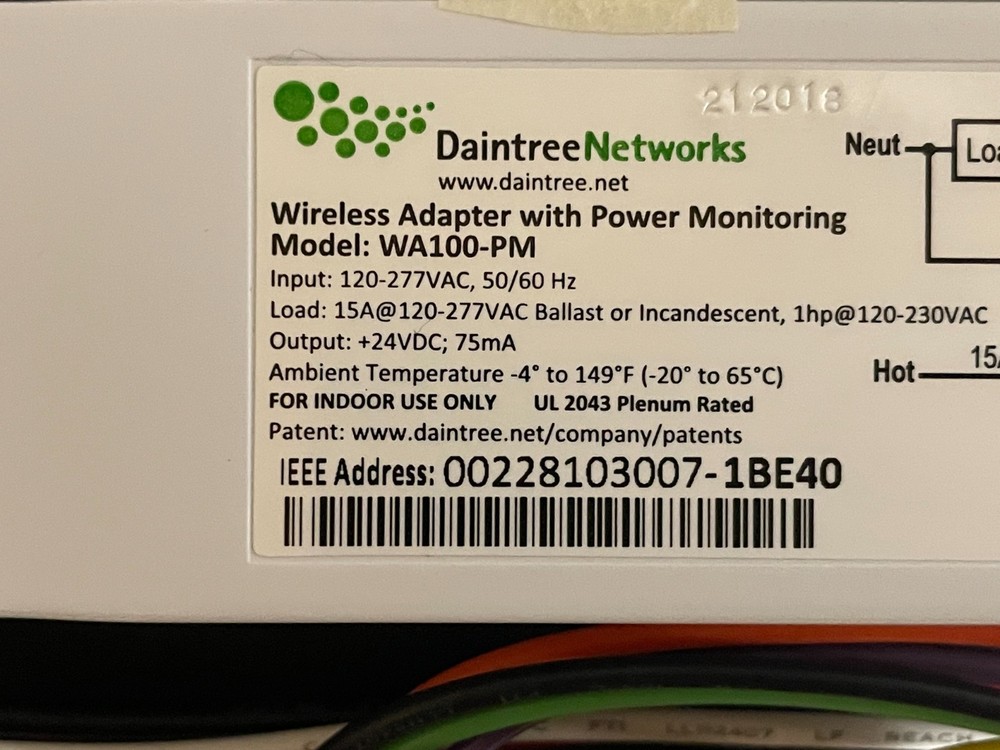 212018
DaintreeNetworks
www.daintree.net
Wireless Adapter with Power Monitoring
Model: WA100-PM
Input: 120-277VAC, 50/60 Hz
Load: 15A@120-277VAC Ballast or Incandescent, 1hp@120-230VAC
Output: +24VDC; 75mA
Ambient Temperature -4° to 149°F (-20° to 65°C)
FOR INDOOR USE ONLY UL 2043 Plenum Rated
Patent: www.daintree.net/company/patents
IEEE Address: 00228103007-1BE40
Neut
Loa
Hot
15A